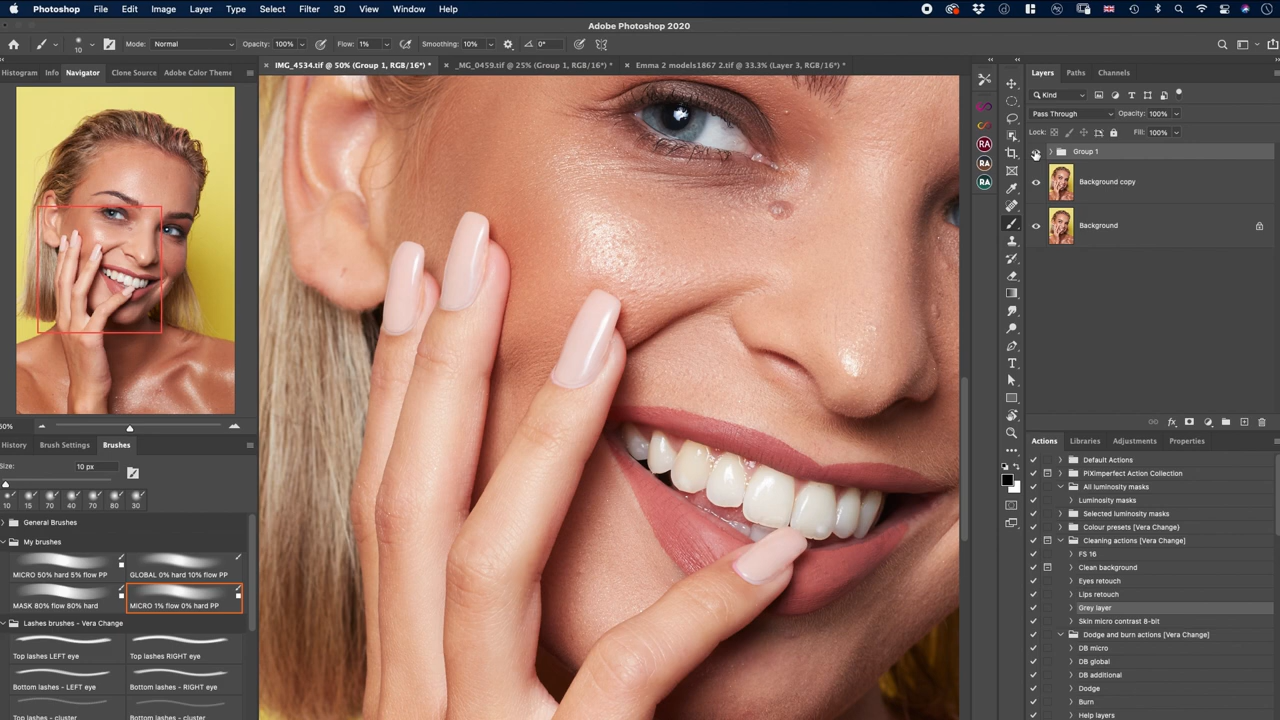 Photoshop File Edit Image Layer Type Select Filter 3D View Window Help
Adobe Photoshop 2020
10 Mode: Normal Opacity: 100% Flow: 1% Smoothing: 10% 0°
Histogram Info Navigator Clone Source Adobe Color Theme
× IMG_4534.tif @ 50% (Group 1, RGB/16*) * × _MG_0459.tif @ 25% (Group 1, RGB/16*) * × Emma 2 models1867 2.tif @ 33.3% (Layer 3, RGB/16*) *
Layers Paths Channels
Kind
Pass Through Opacity: 100%
Lock: Fill: 100%
Group 1
Background copy
Background
RA
RA
RA
History Brush Settings Brushes
Size: 10 px
10 15 70 40 70 80 30
General Brushes
My brushes
MICRO 50% hard 5% flow PP GLOBAL 0% hard 10% flow PP
MASK 80% flow 80% hard MICRO 1% flow 0% hard PP
Lashes brushes - Vera Change
Top lashes LEFT eye Top lashes RIGHT eye
Bottom lashes - LEFT eye Bottom lashes - RIGHT eye
Top lashes - cluster Bottom lashes - cluster
Actions Libraries Adjustments Properties
Default Actions
PiXimperfect Action Collection
All luminosity masks
Luminosity masks
Selected luminosity masks
Colour presets [Vera Change}
Cleaning actions [Vera Change]
FS 16
Clean background
Eyes retouch
Lips retouch
Grey layer
Skin micro contrast 8-bit
Dodge and burn actions [Vera Change]
DB micro
DB global
DB additional
Dodge
Burn
Help layers